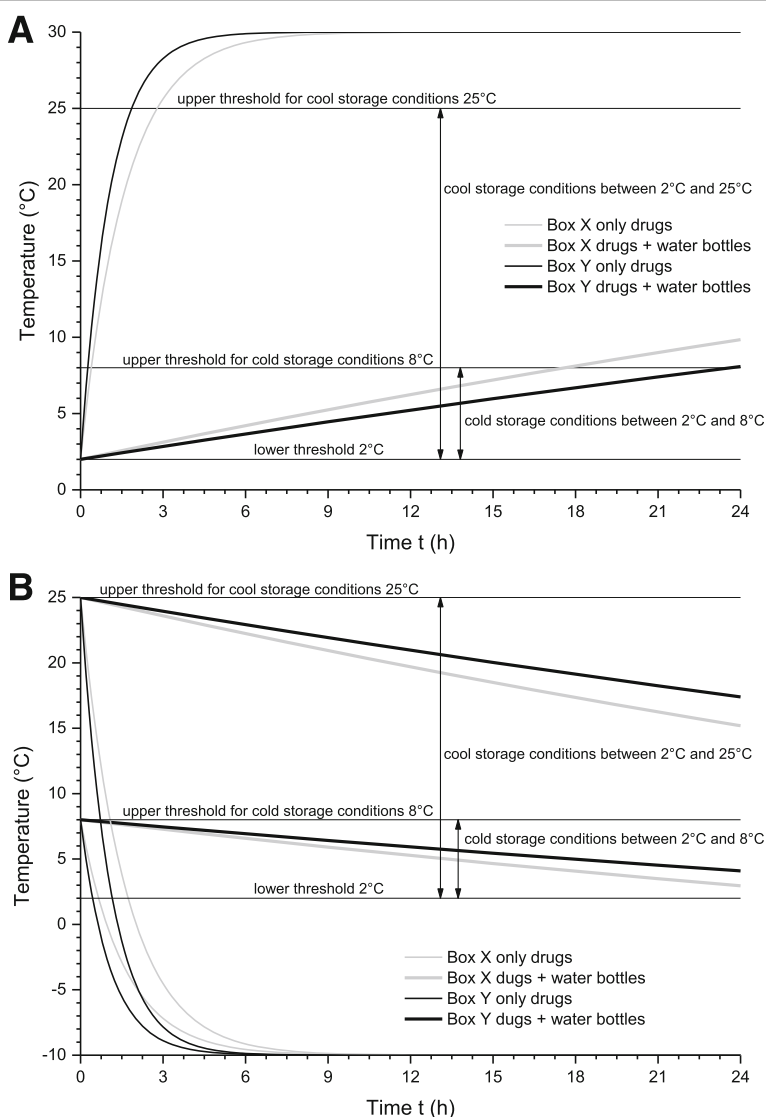 A
30
upper threshold for cool storage conditions 25°C
25
cool storage conditions between 2°C and 25°C
20
Box X only drugs
Box X drugs + water bottles
Box Y only drugs
Box Y drugs + water bottles
15
Temperature (°C)
10
upper threshold for cold storage conditions 8°C
5
cold storage conditions between 2°C and 8°C
lower threshold 2°C
0
0 3 6 9 12 15 18 21 24
Time t (h)
B
upper threshold for cool storage conditions 25°C
25
20
15
cool storage conditions between 2°C and 25°C
Temperature (°C)
10
upper threshold for cold storage conditions 8°C
cold storage conditions between 2°C and 8°C
5
lower threshold 2°C
0
Box X only drugs
Box X dugs + water bottles
Box Y only drugs
Box Y dugs + water bottles
-5
-10
0 3 6 9 12 15 18 21 24
Time t (h)